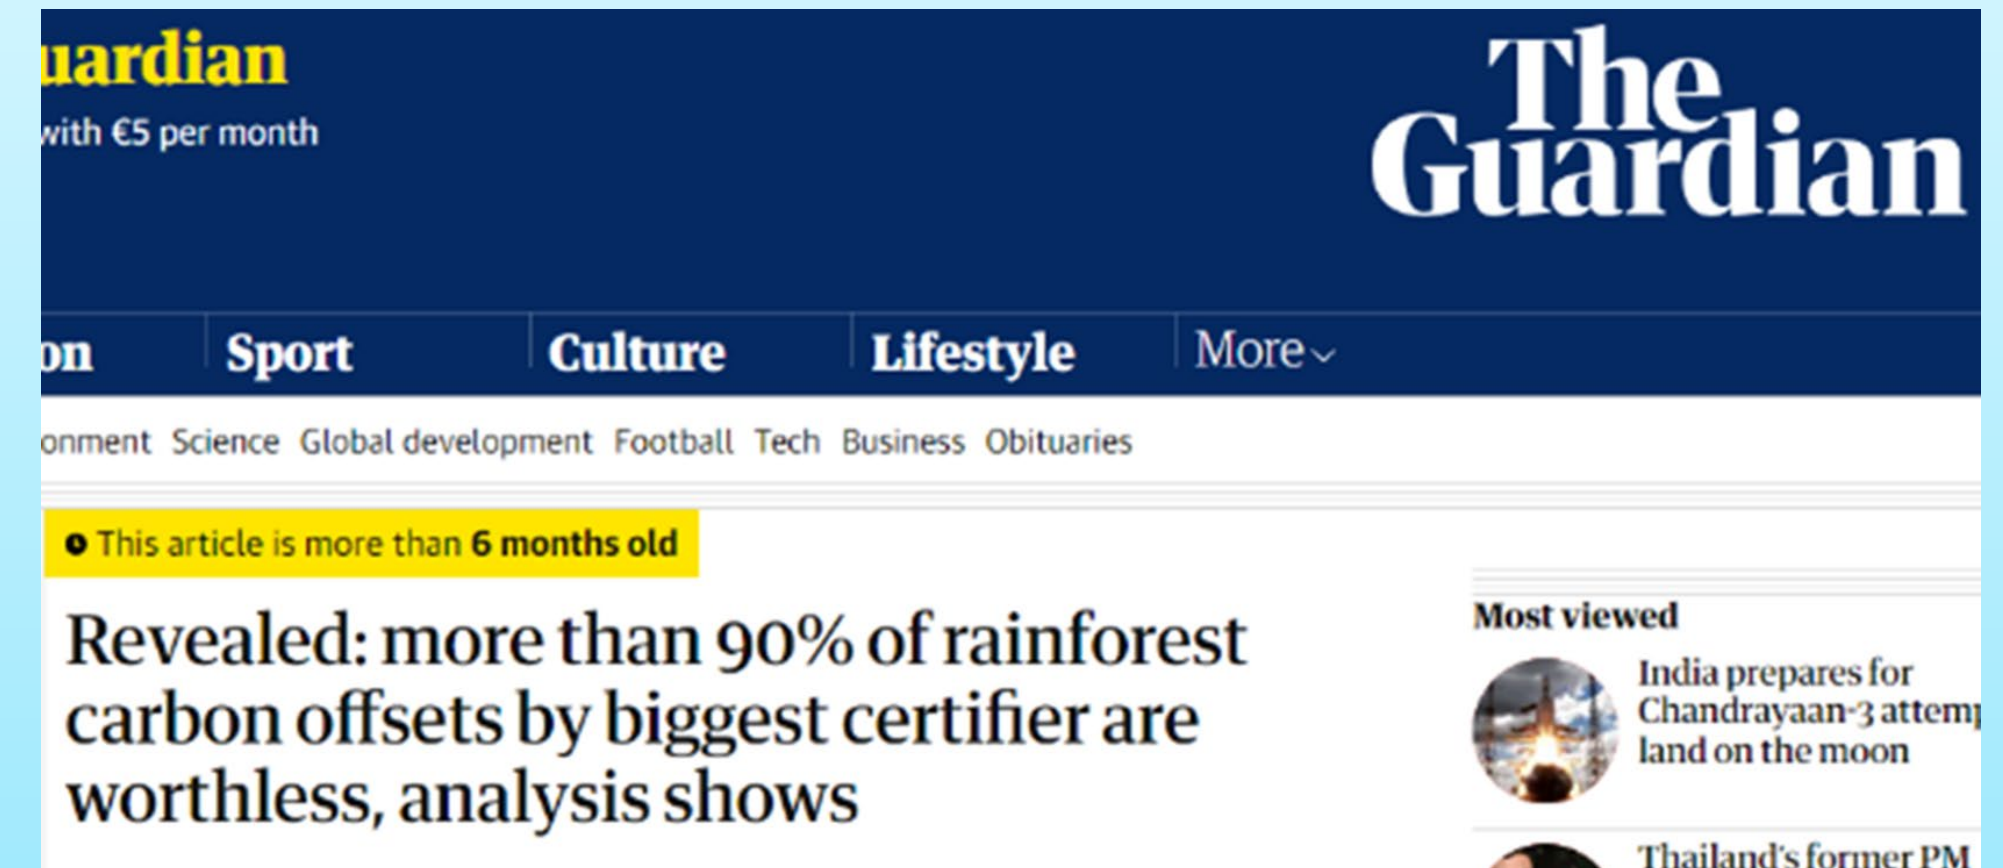 uardian
with €5 per month
The
Guardian
on Sport Culture Lifestyle More
onment Science Global development Football Tech Business Obituaries
This article is more than 6 months old
Revealed: more than 90% of rainforest
carbon offsets by biggest certifier are
worthless, analysis shows
Most viewed
India prepares for
Chandrayaan-3 attemp
land on the moon
Thailand's former PM